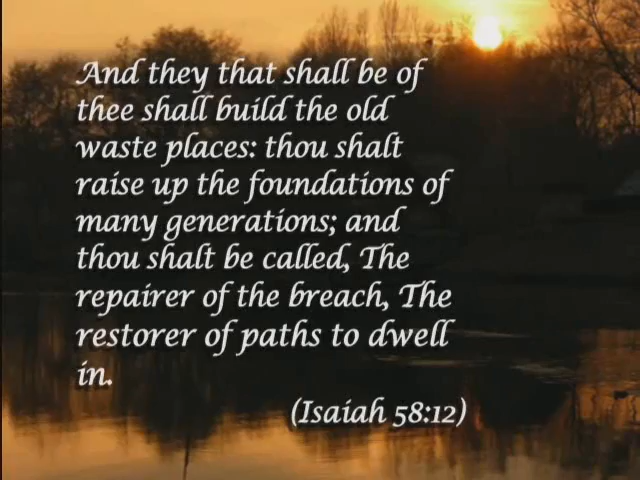 And they that shall be of
thee shall build the old
waste places: thou shalt
raise up the foundations of
many generations; and
thou shalt be called, The
repairer of the breach, The
restorer of paths to dwell
in.
(Isaiah 58:12)